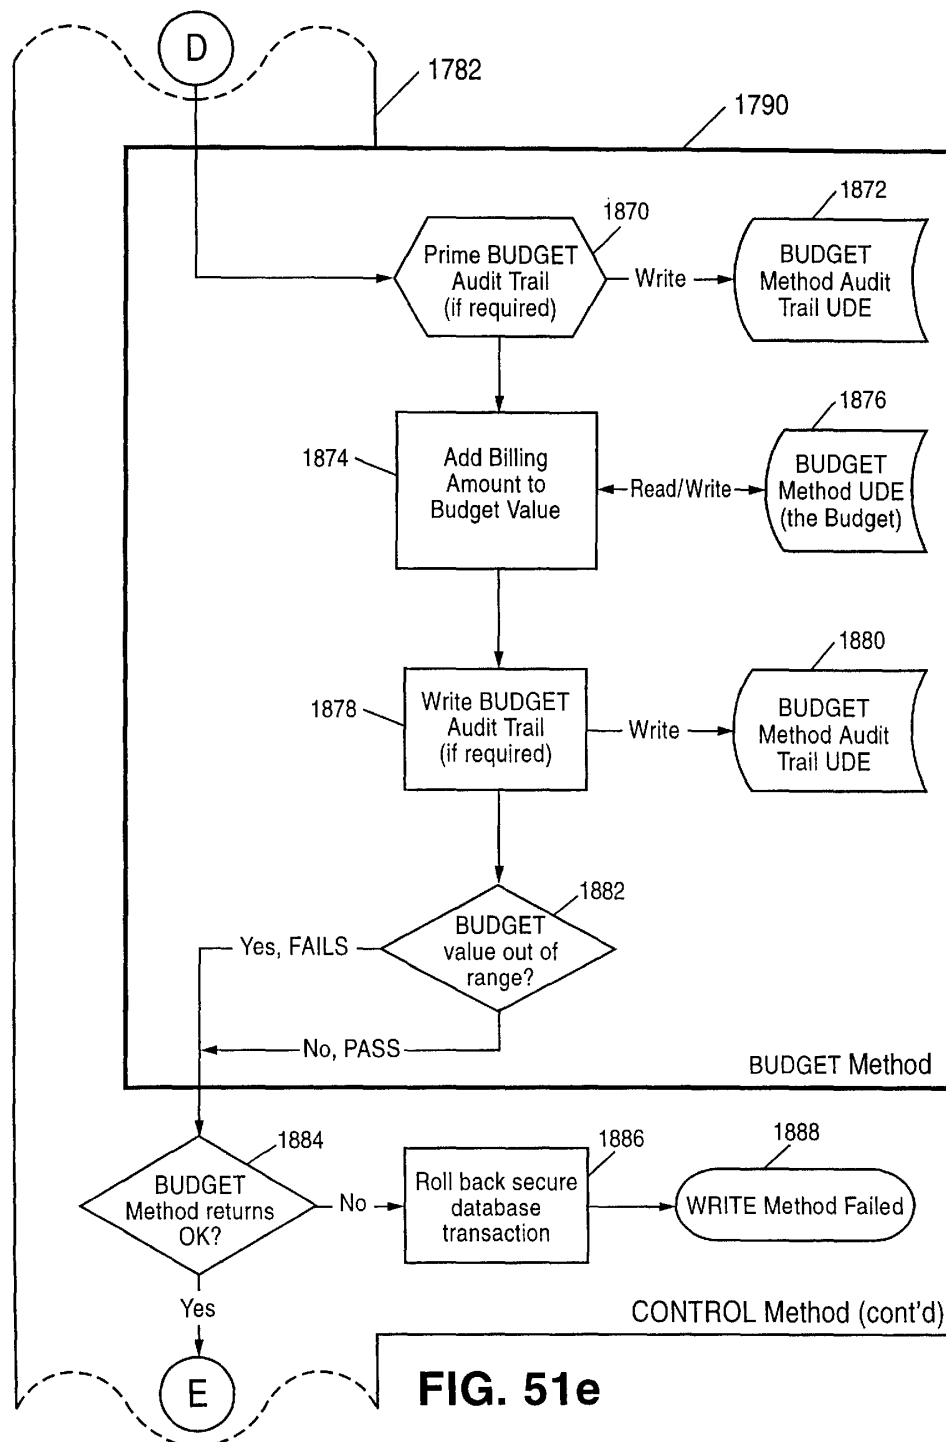 D
1782
1790
1870
Prime BUDGET
Audit Trail
(if required)
Write
1872
BUDGET
Method Audit
Trail UDE
1874
Add Billing
Amount to
Budget Value
Read/Write
1876
BUDGET
Method UDE
(the Budget)
1878
Write BUDGET
Audit Trail
(if required)
Write
1880
BUDGET
Method Audit
Trail UDE
1882
BUDGET
value out of
range?
Yes, FAILS
No, PASS
BUDGET Method
1884
BUDGET
Method returns
OK?
No
1886
Roll back secure
database
transaction
1888
WRITE Method Failed
Yes
CONTROL Method (cont'd)
E
FIG. 51e